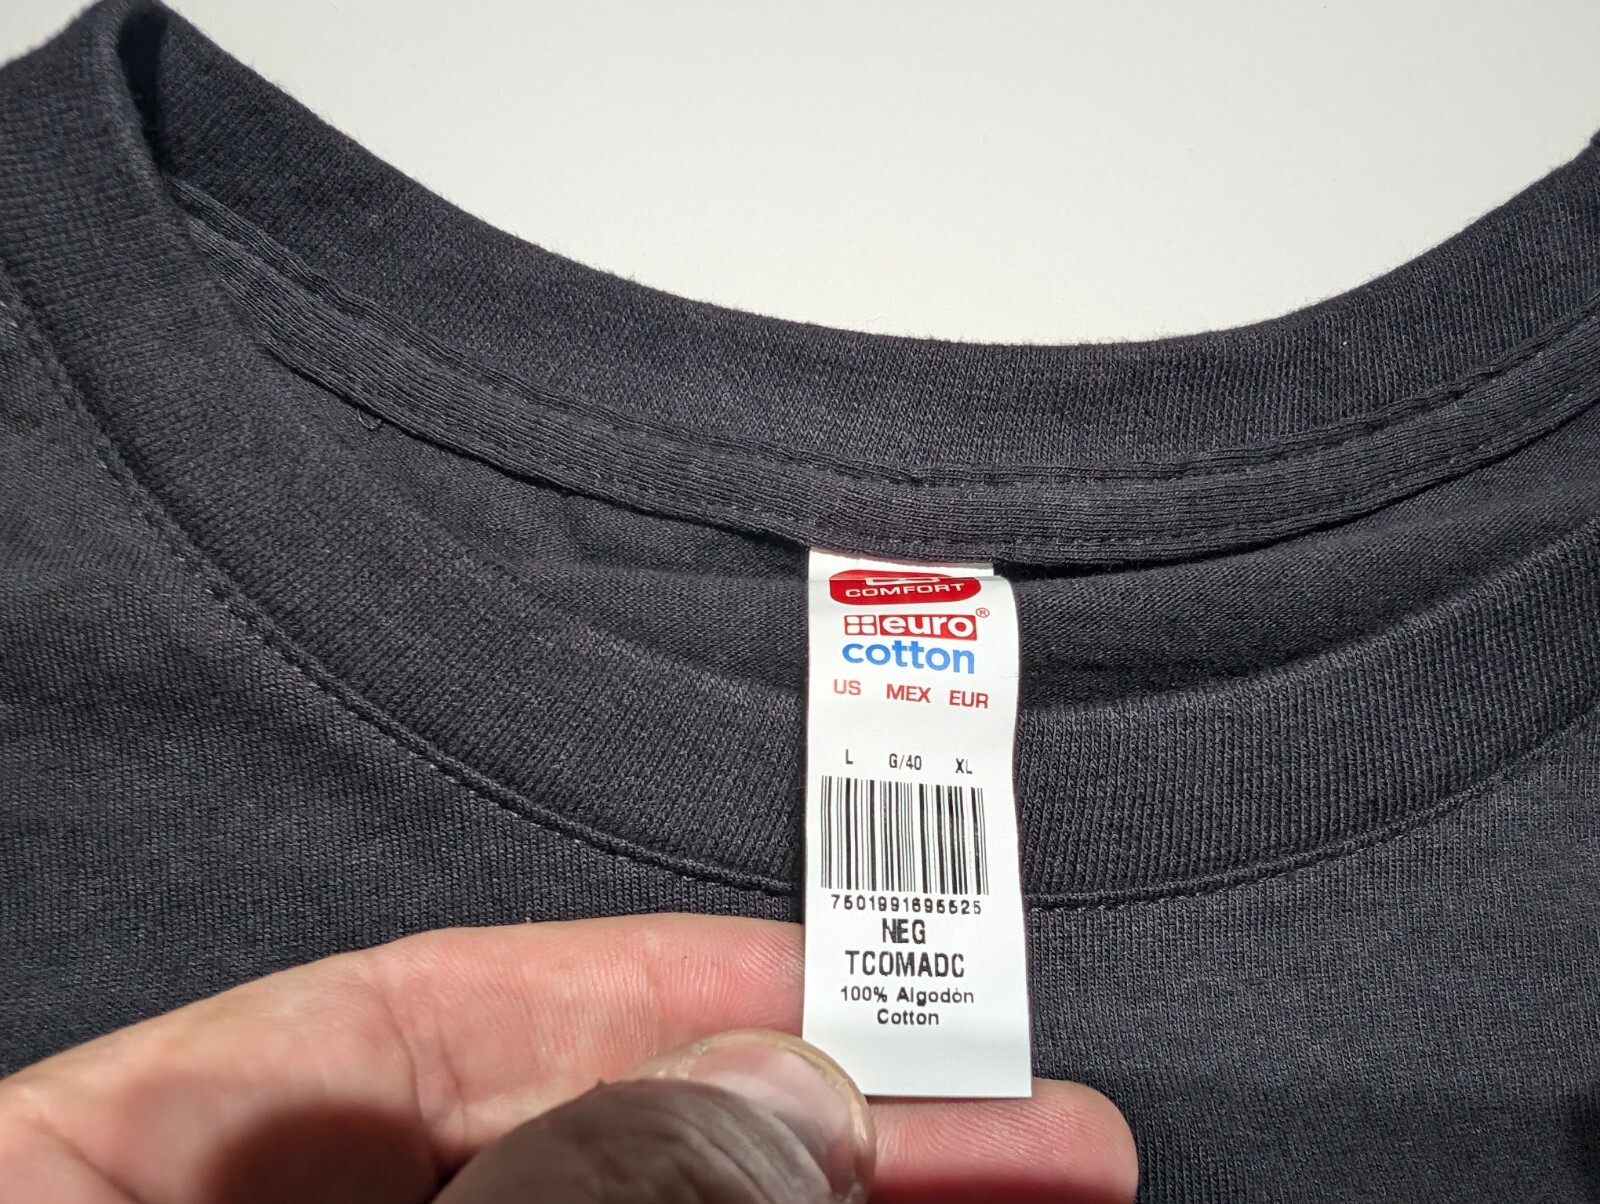 COMFORT
euro®
cotton
US MEX EUR
L G/40 XL
7501991695525
NEG
TCOMADC
100% Algodón
Cotton